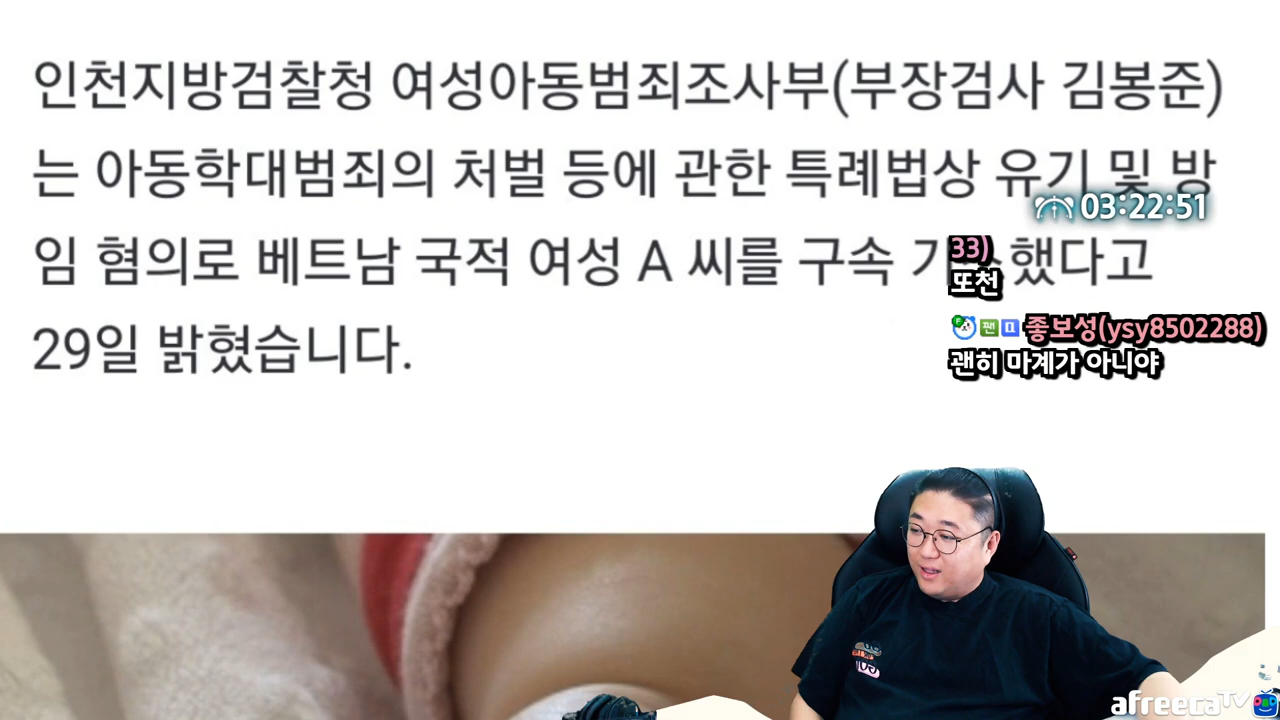 인천지방검찰청 여성아동범죄조사부(부장검사 김봉준)
는 아동학대범죄의 처벌 등에 관한 특례법상 유기 및 방
임 혐의로 베트남 국적 여성 A 씨를 구속 했다고
29일 밝혔습니다.
03:22:51
33)
또천
F 팬 좋보성(ysy8502288)
괜히 마계가 아니야
afreecaTV